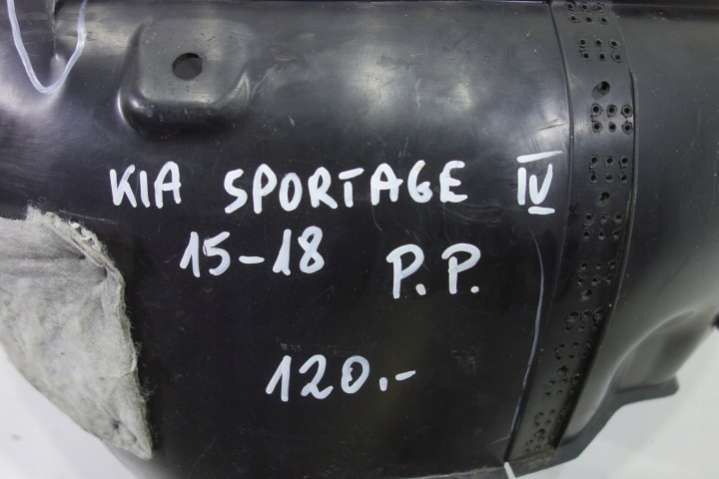 KIA SPORTAGE IV
15-18 P.P.
120.-